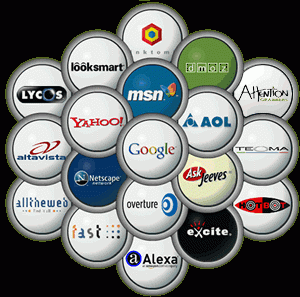 inktomi
looksmart
dmoz
LYCOS
msn
Attention
YAHOO!
AOL
altavista
Google
TEOMA
Netscape
Network
Ask
Jeeves
alltheweb
overture
HotBot
fast
excite
Alexa